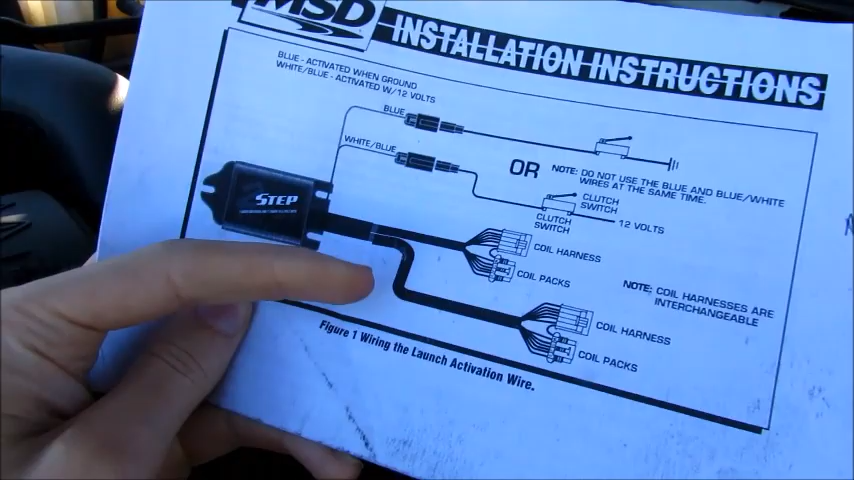 MSD
INSTALLATION INSTRUCTIONS
BLUE - ACTIVATED WHEN GROUND
WHITE/BLUE - ACTIVATED W/12 VOLTS
BLUE
WHITE/BLUE
OR
NOTE: DO NOT USE THE BLUE AND BLUE/WHITE
WIRES AT THE SAME TIME.
CLUTCH
SWITCH
CLUTCH
SWITCH
12 VOLTS
STEP
COIL HARNESS
COIL PACKS
NOTE: COIL HARNESSES ARE
INTERCHANGEABLE
COIL HARNESS
COIL PACKS
Figure 1 Wiring the Launch Activation Wire.